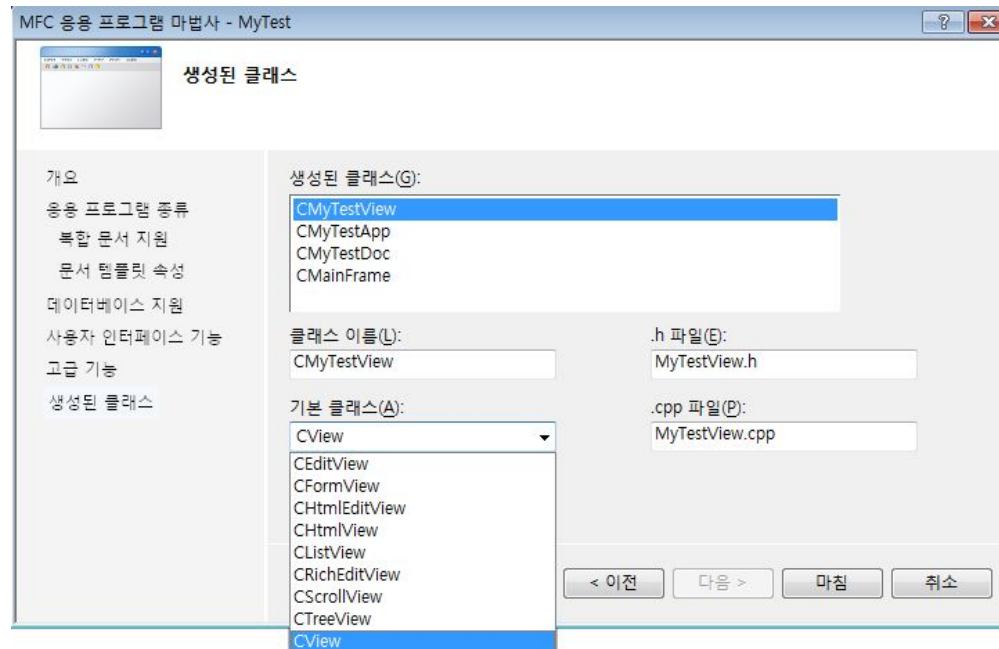 MFC 응용 프로그램 마법사 - MyTest
생성된 클래스
개요
응용 프로그램 종류
복합 문서 지원
문서 템플릿 속성
데이터베이스 지원
사용자 인터페이스 기능
고급 기능
생성된 클래스
생성된 클래스(G):
CMyTestView
CMyTestApp
CMyTestDoc
CMainFrame
클래스 이름(L):
CMyTestView
.h 파일(E):
MyTestView.h
기본 클래스(A):
CView
.cpp 파일(P):
MyTestView.cpp
CEditView
CFormView
CHtmlEditView
CHtmlView
CListView
CRichEditView
CScrollView
CTreeView
CView
< 이전
다음 >
마침
취소